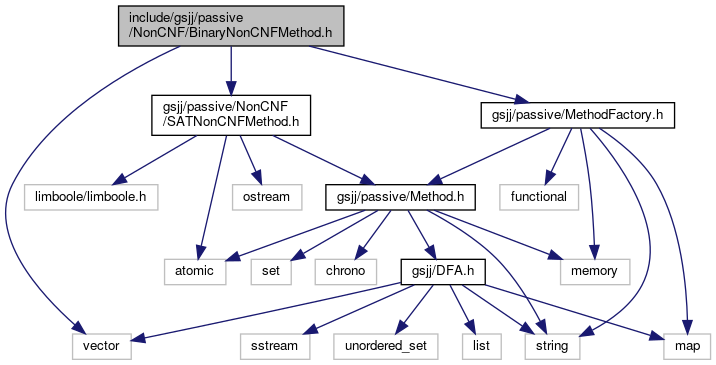 include/gsjj/passive
/NonCNF/BinaryNonCNFMethod.h
gsjj/passive/NonCNF
/SATNonCNFMethod.h
gsjj/passive/MethodFactory.h
limboole/limboole.h
ostream
gsjj/passive/Method.h
functional
atomic
set
chrono
gsjj/DFA.h
memory
vector
sstream
unordered_set
list
string
map